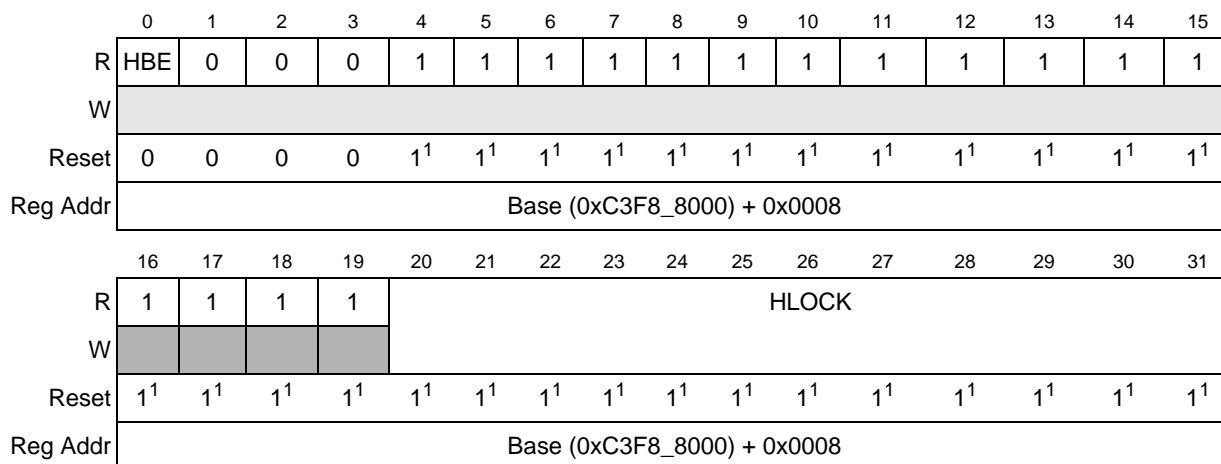 0 1 2 3 4 5 6 7 8 9 10 11 12 13 14 15
R HBE 0 0 0 1 1 1 1 1 1 1 1 1 1 1 1
W
Reset 0 0 0 0 1¹ 1¹ 1¹ 1¹ 1¹ 1¹ 1¹ 1¹ 1¹ 1¹ 1¹ 1¹
Reg Addr Base (0xC3F8_8000) + 0x0008
16 17 18 19 20 21 22 23 24 25 26 27 28 29 30 31
R 1 1 1 1 HLOCK
W
Reset 1¹ 1¹ 1¹ 1¹ 1¹ 1¹ 1¹ 1¹ 1¹ 1¹ 1¹ 1¹ 1¹ 1¹ 1¹ 1¹
Reg Addr Base (0xC3F8_8000) + 0x0008